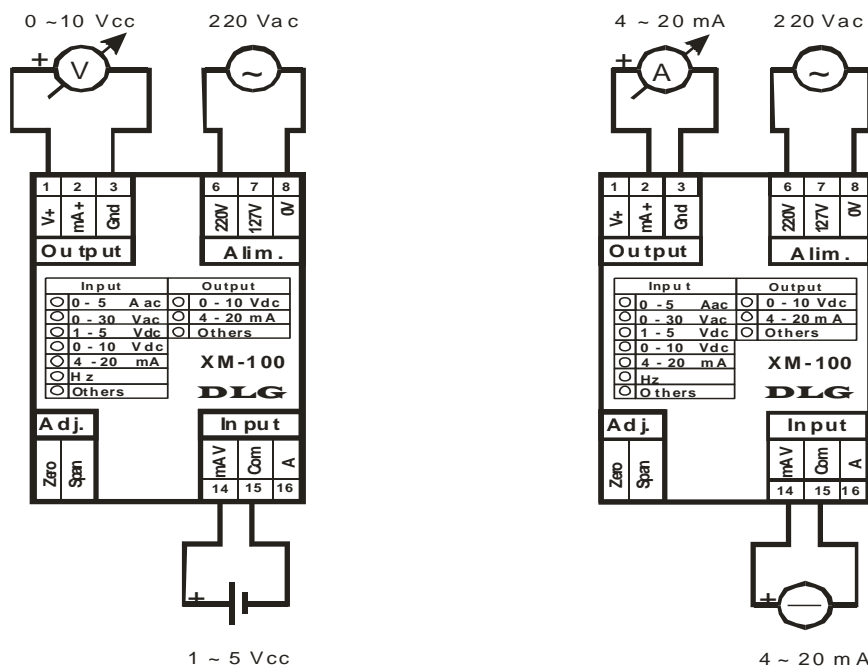 0 ~10 Vcc
220 Vac
+
V
~
1 2 3 6 7 8
V+ mA+ Gnd 220V 127V 0V
Output Alim.
Input Output
0 - 5 Aac 0 - 10 Vdc
0 - 30 Vac 4 - 20 mA
1 - 5 Vdc Others
0 - 10 Vdc
4 - 20 mA
Hz
Others
XM-100
DLG
Adj. Input
Zero Span mAV Com A
14 15 16
+
1 ~ 5 Vcc
4 ~ 20 mA
220 Vac
+
A
~
1 2 3 6 7 8
V+ mA+ Gnd 220V 127V 0V
Output Alim.
Input Output
0 - 5 Aac 0 - 10 Vdc
0 - 30 Vac 4 - 20 mA
1 - 5 Vdc Others
0 - 10 Vdc
4 - 20 mA
Hz
Others
XM-100
DLG
Adj. Input
Zero Span mAV Com A
14 15 16
+
4 ~ 20 mA